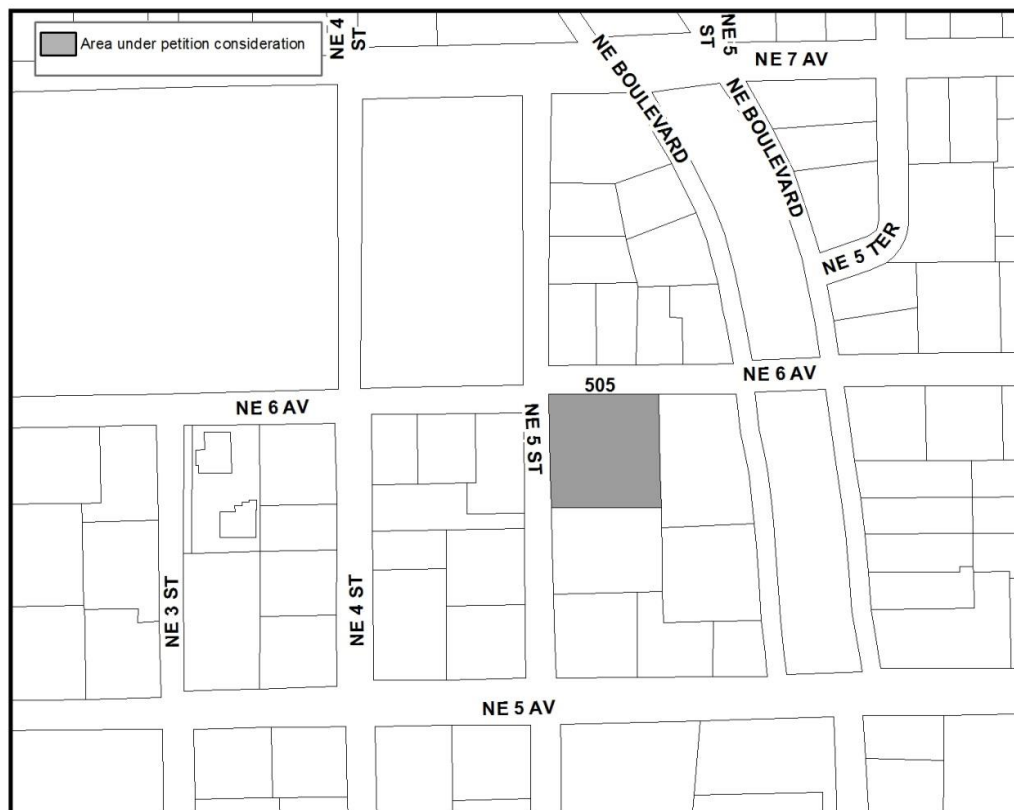 Area under petition consideration
NE 4 ST
NE 5 ST
NE 7 AV
NE BOULEVARD
NE BOULEVARD
NE 5 TER
505
NE 6 AV
NE 6 AV
NE 5 ST
NE 3 ST
NE 4 ST
NE 5 AV